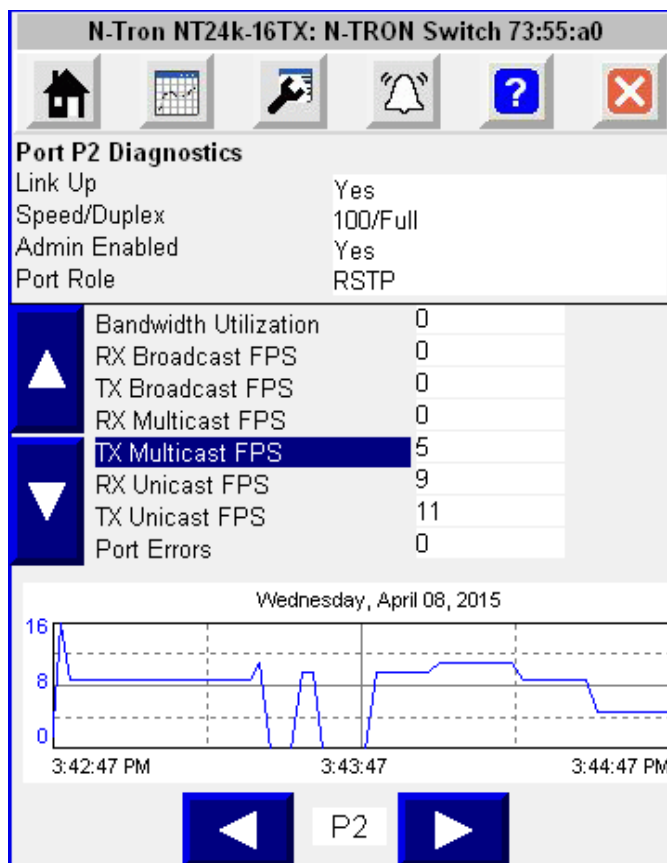 N-Tron NT24k-16TX: N-TRON Switch 73:55:a0
?
Port P2 Diagnostics
Link Up Yes
Speed/Duplex 100/Full
Admin Enabled Yes
Port Role RSTP
Bandwidth Utilization 0
RX Broadcast FPS 0
TX Broadcast FPS 0
RX Multicast FPS 0
TX Multicast FPS 5
RX Unicast FPS 9
TX Unicast FPS 11
Port Errors 0
Wednesday, April 08, 2015
16
8
0
3:42:47 PM 3:43:47 3:44:47 PM
P2